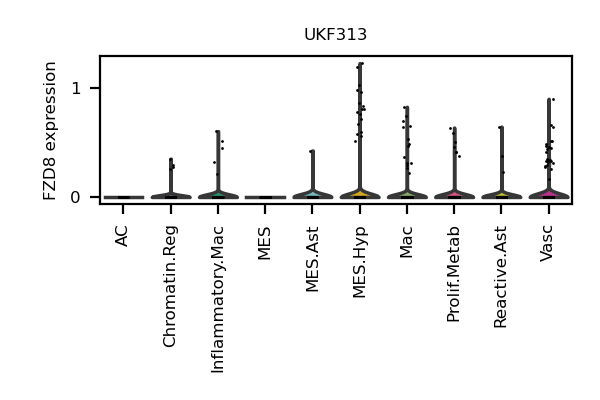 UKF313
FZD8 expression
1
0
AC
Chromatin.Reg
Inflammatory.Mac
MES
MES.Ast
MES.Hyp
Mac
Prolif.Metab
Reactive.Ast
Vasc